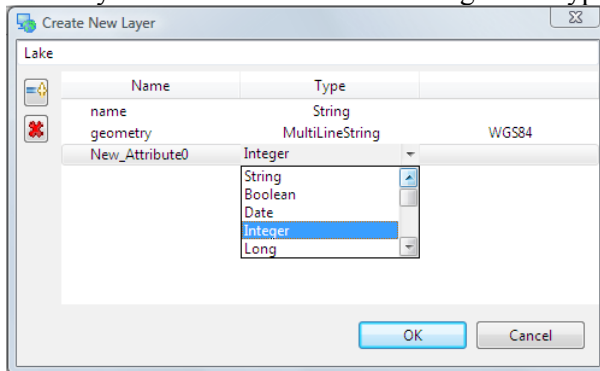 Create New Layer
Lake
Name Type
name String
geometry MultiLineString WGS84
New_Attribute0 Integer
String
Boolean
Date
Integer
Long
OK Cancel